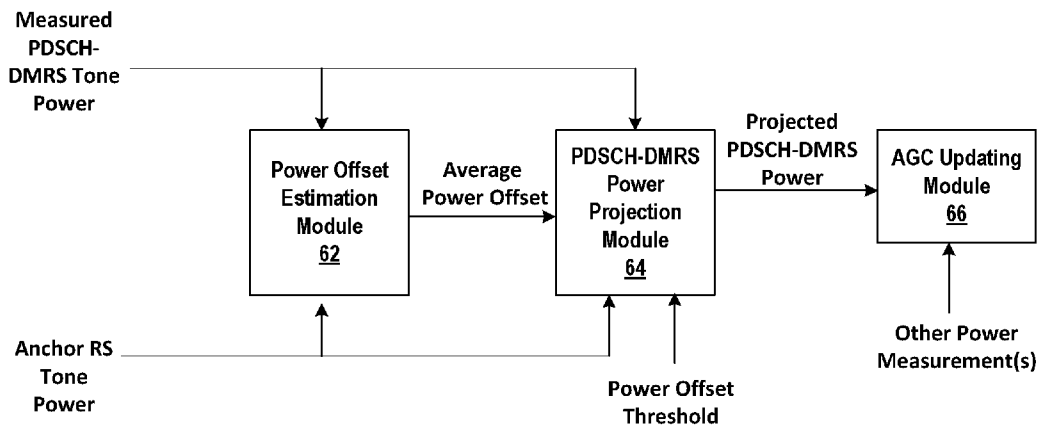 Measured
PDSCH-
DMRS Tone
Power
Power Offset
Estimation
Module
62
Average
Power Offset
PDSCH-DMRS
Power
Projection
Module
64
Projected
PDSCH-DMRS
Power
AGC Updating
Module
66
Anchor RS
Tone
Power
Power Offset
Threshold
Other Power
Measurement(s)